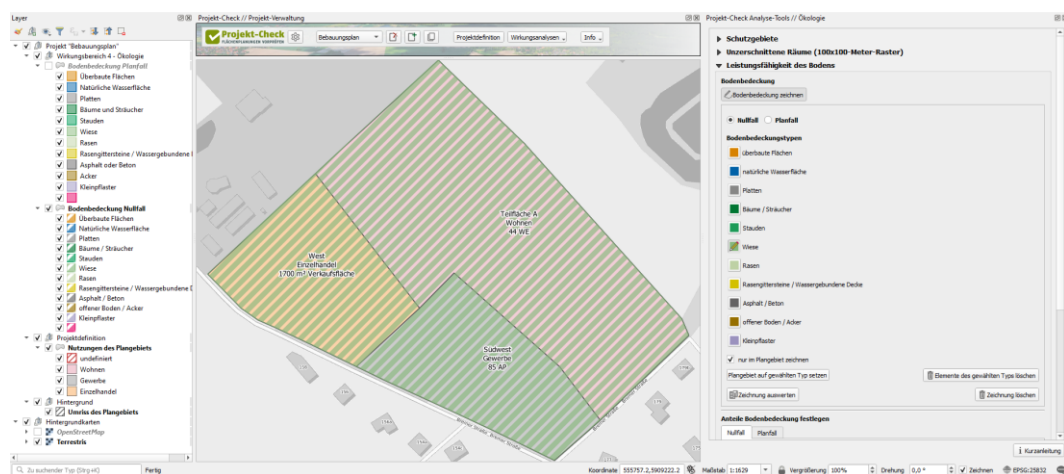 Layer
Projekt "Bebauungsplan"
Wirkungsbereich 4 - Ökologie
Bodenbedeckung Planfall
Überbaute Flächen
Natürliche Wasserfläche
Platten
Bäume und Sträucher
Stauden
Wiese
Rasen
Rasengittersteine / Wassergebundene
Asphalt oder Beton
Acker
Kleinpflaster
Bodenbedeckung Nullfall
Überbaute Flächen
Natürliche Wasserfläche
Platten
Bäume / Sträucher
Stauden
Wiese
Rasen
Rasengittersteine / Wassergebundene
Asphalt / Beton
offener Boden / Acker
Kleinpflaster
Projektdefinition
Nutzungen des Plangebiets
undefiniert
Wohnen
Gewerbe
Einzelhandel
Hintergrund
Umriss des Plangebiets
Hintergrundkarten
OpenStreetMap
Terrestris
Projekt-Check // Projekt-Verwaltung
Projekt-Check
Bebauungsplan
Projektdefinition
Wirkungsanalysen
Info
Teilfläche A
Wohnen
44 WE
West
Einzelhandel
1700 m² Verkaufsfläche
Südwest
Gewerbe
85 AP
Projekt-Check Analyse-Tools // Ökologie
Schutzgebiete
Unzerschnittene Räume (100x100-Meter-Raster)
Leistungsfähigkeit des Bodens
Bodenbedeckung
Bodenbedeckung zeichnen
Nullfall Planfall
Bodenbedeckungstypen
überbaute Flächen
natürliche Wasserfläche
Platten
Bäume / Sträucher
Stauden
Wiese
Rasen
Rasengittersteine / Wassergebundene Decke
Asphalt / Beton
offener Boden / Acker
Kleinpflaster
nur im Plangebiet zeichnen
Plangebiet auf gewählten Typ setzen
Elemente des gewählten Typs löschen
Zeichnung auswerten
Zeichnung löschen
Anteile Bodenbedeckung festlegen
Nullfall Planfall
Kurzanleitung
Zu suchender Typ (Strg+K)
Fertig
Koordinate 555757.2,5909222.2
Maßstab 1:1629
Vergrößerung 100%
Drehung 0,0 °
Zeichnen
EPSG:25832